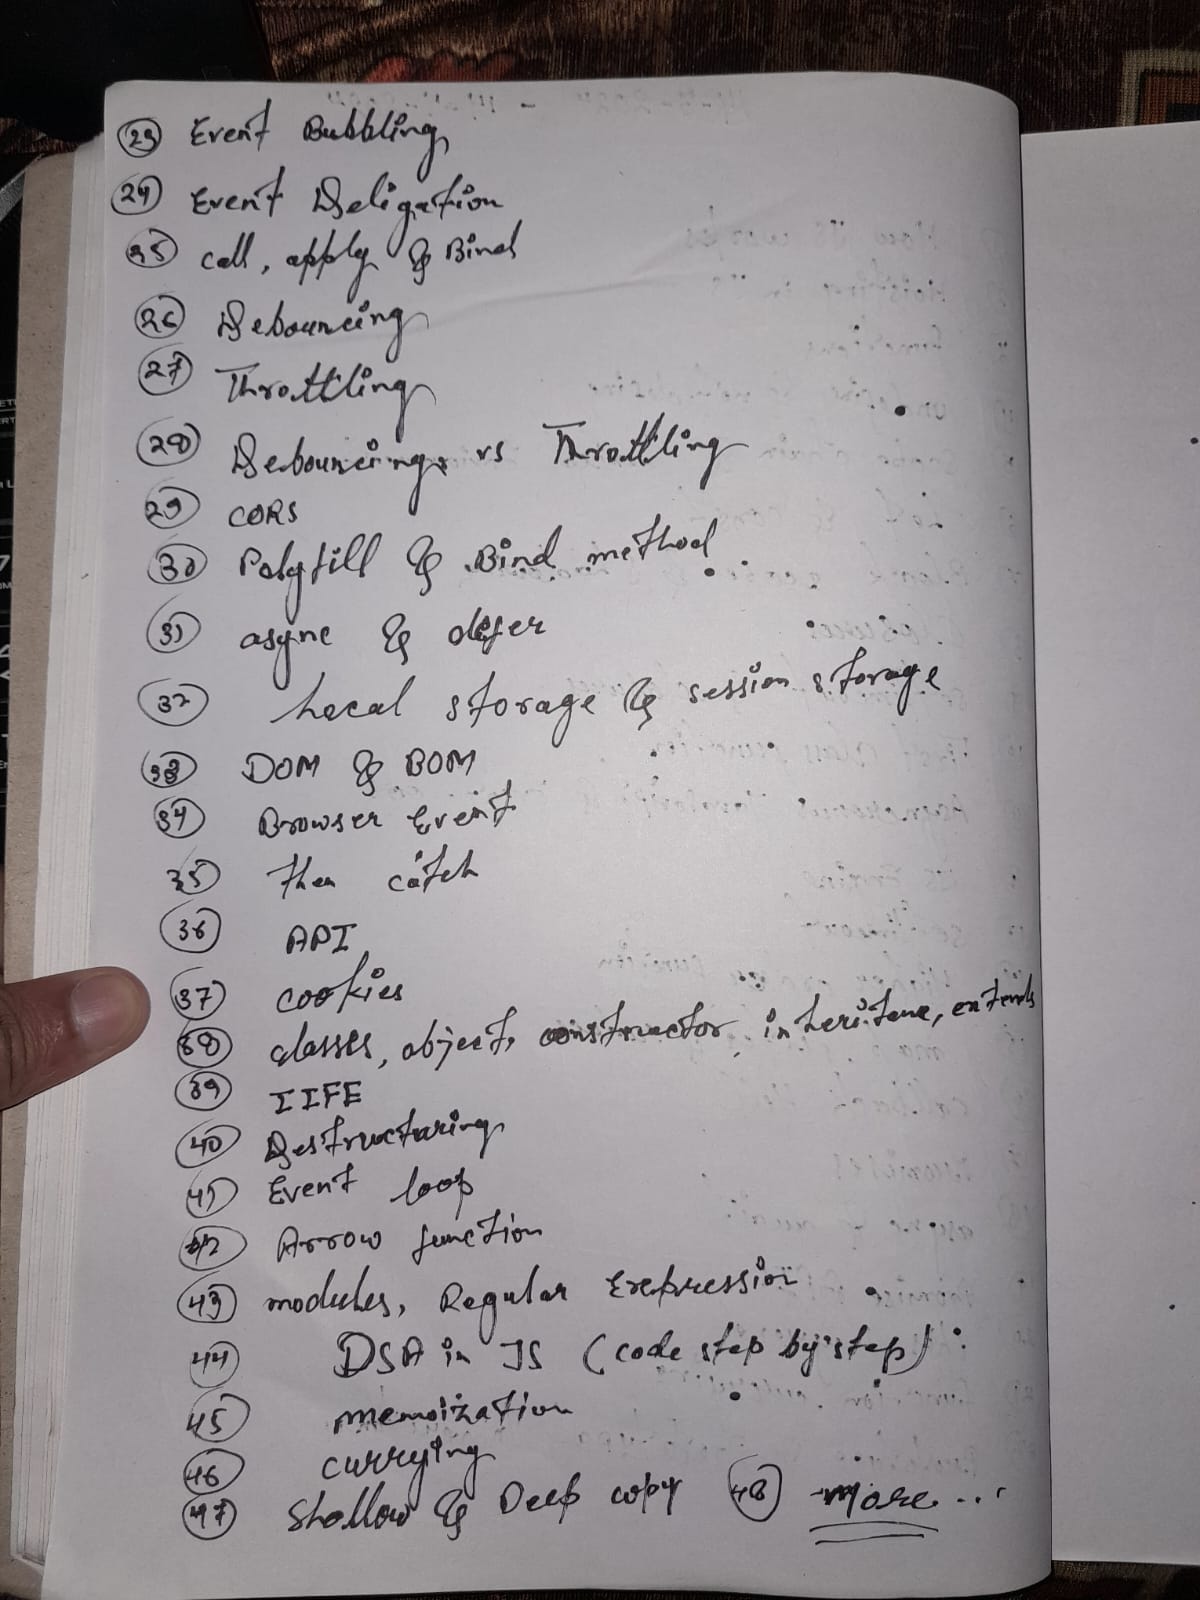 23 Event Bubbling
24 Event Deligation
25 call, apply & Bind
26 Debouncing
27 Throttling
28 Debouncing vs Throttling
29 CORS
30 Polyfill & Bind method
31 async & defer
32 Local storage & session storage
33 DOM & BOM
34 Browser Event
35 then catch
36 API
37 cookies
38 classes, object, constructor, inheritane, extends
39 IIFE
40 Destructuring
41 Event loop
42 Arrow function
43 modules, Regular Expression
44 DSA in JS (code step by step)
45 memoization
46 currying
47 Shallow & Deep copy 48 more...